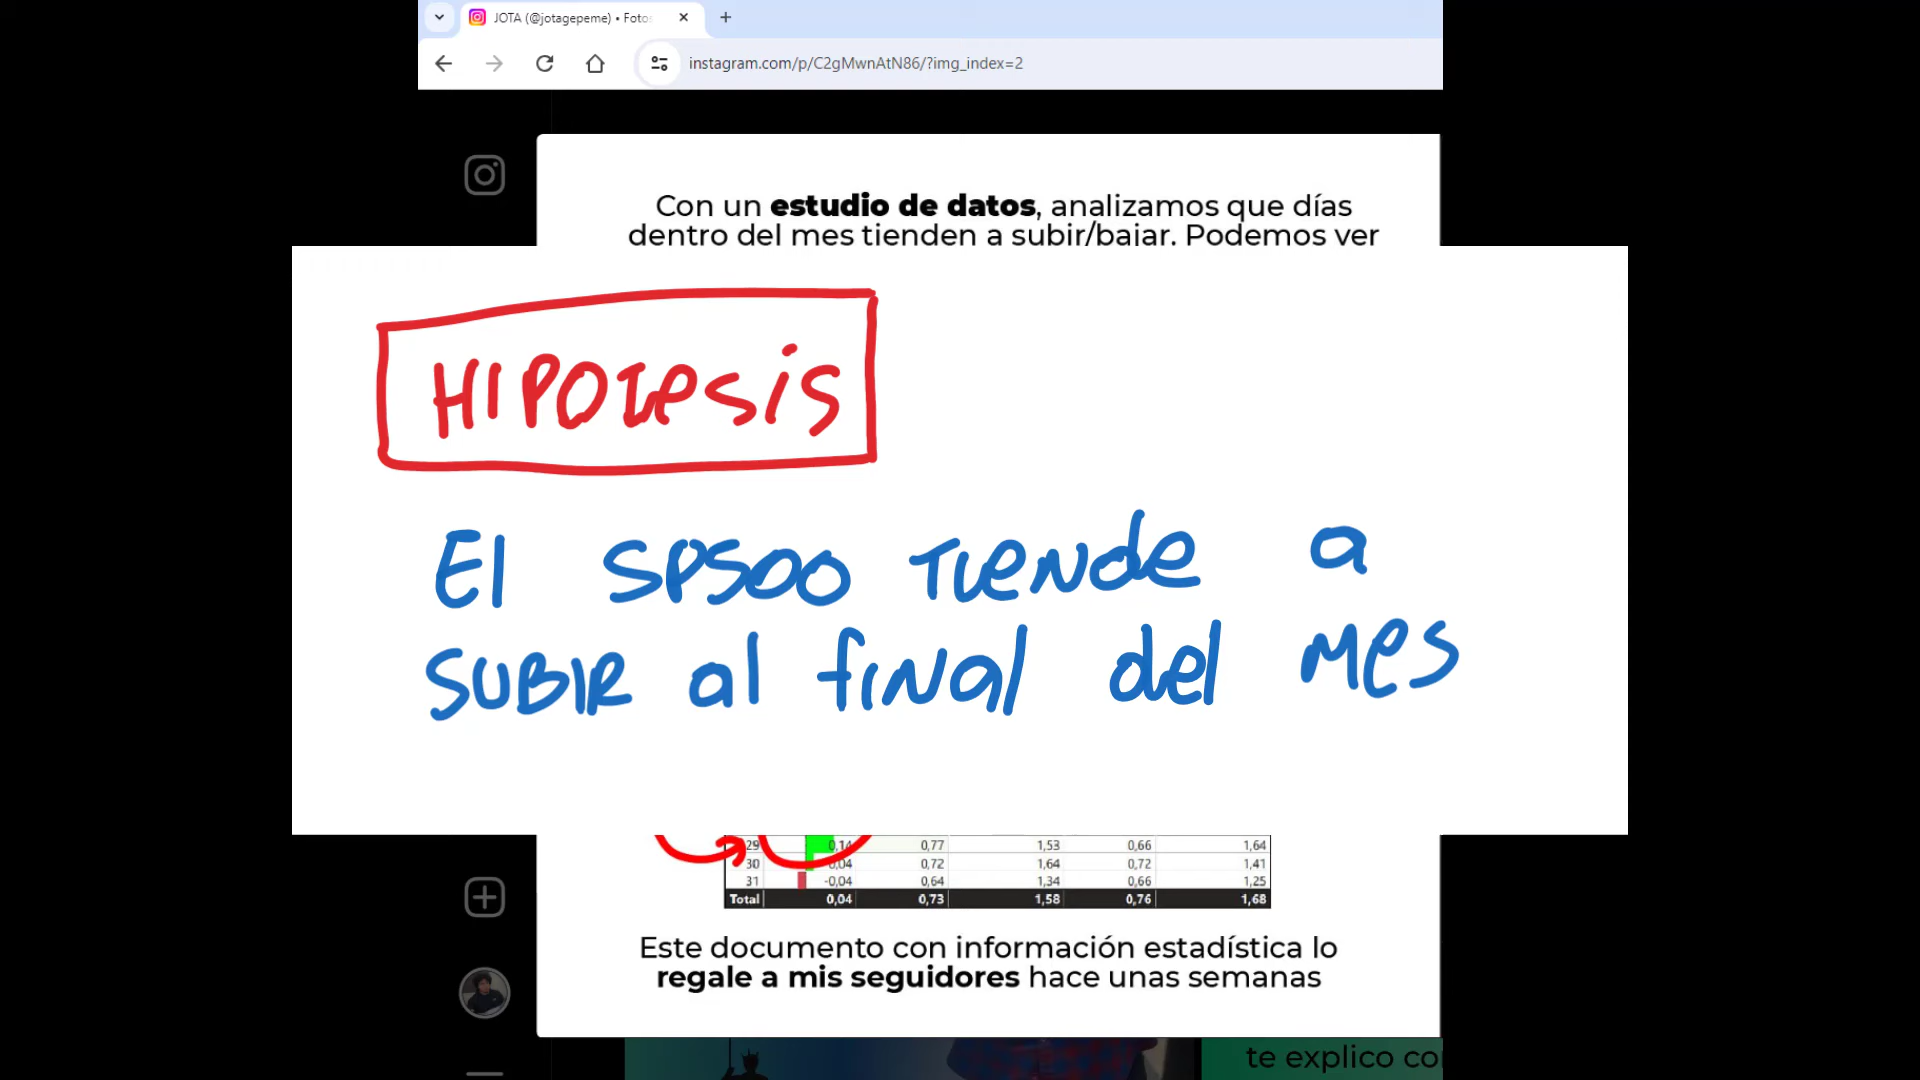 JOTA (@jotagepeme) • Fotos
instagram.com/p/C2gMwnAtN86/?img_index=2
Con un estudio de datos, analizamos que días
dentro del mes tienden a subir/bajar. Podemos ver
HIPOTesis
El SP500 TIENDE a
SUBIR al fINal del MES
29 0,14 0,77 1,53 0,66 1,64
30 0,04 0,72 1,64 0,72 1,41
31 -0,04 0,64 1,34 0,66 1,25
Total 0,04 0,73 1,58 0,76 1,68
Este documento con información estadística lo
regale a mis seguidores hace unas semanas
te explico co